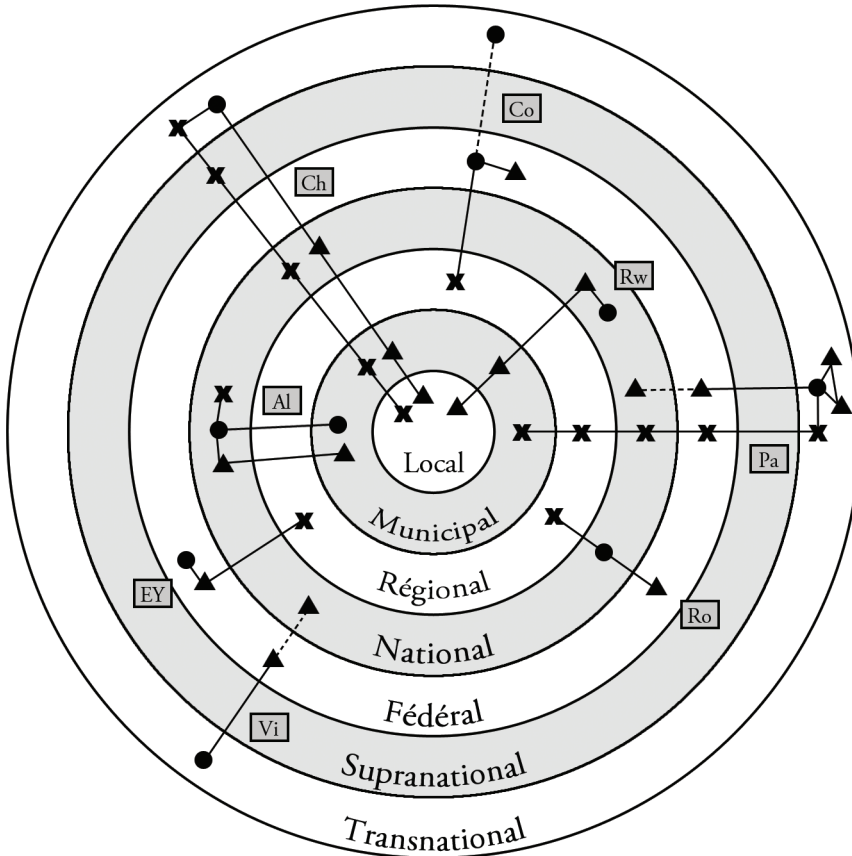 Co
Ch
Rw
Al
Local
Pa
Municipal
Régional
EY
Ro
National
Fédéral
Vi
Supranational
Transnational